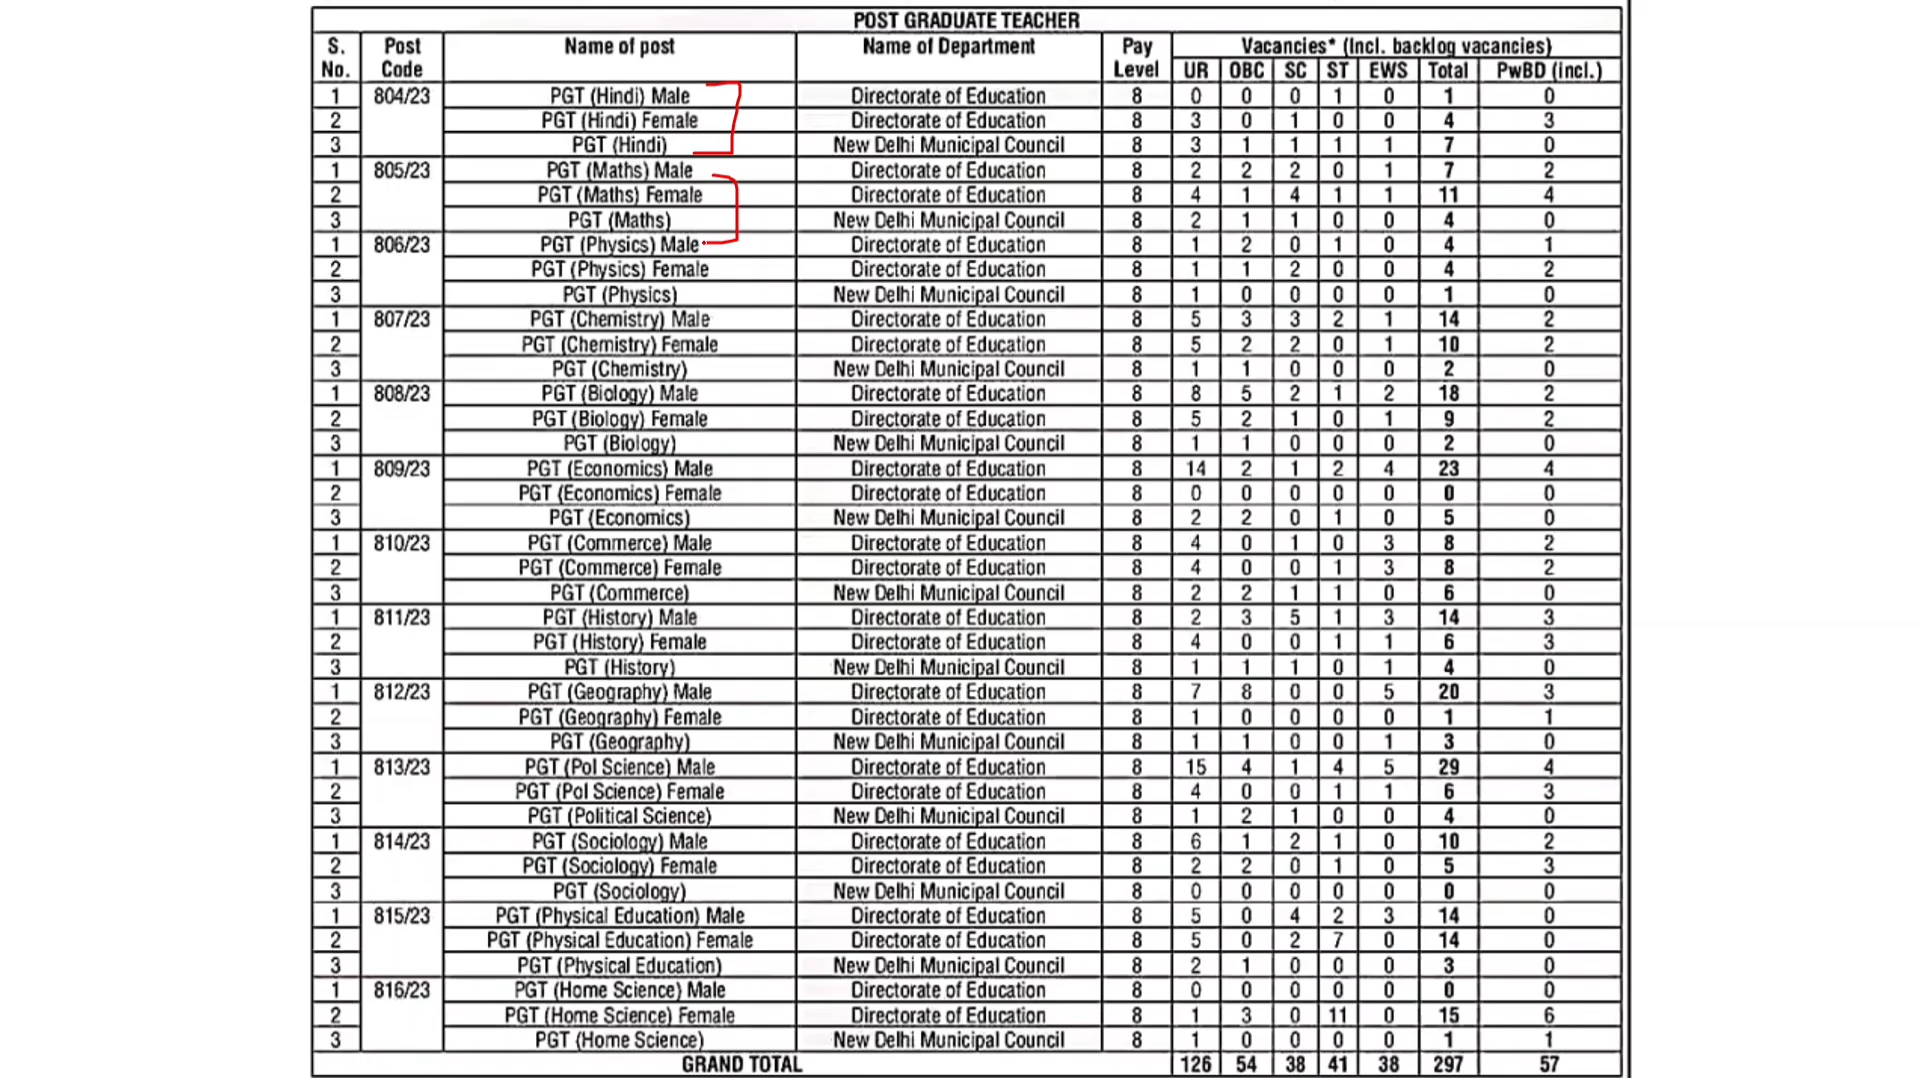 POST GRADUATE TEACHER
S. No. Post Code Name of post Name of Department Pay Level Vacancies* (Incl. backlog vacancies)
UR OBC SC ST EWS Total PwBD (incl.)
1 804/23 PGT (Hindi) Male Directorate of Education 8 0 0 0 1 0 1 0
2 PGT (Hindi) Female Directorate of Education 8 3 0 1 0 0 4 3
3 PGT (Hindi) New Delhi Municipal Council 8 3 1 1 1 1 7 0
1 805/23 PGT (Maths) Male Directorate of Education 8 2 2 2 0 1 7 2
2 PGT (Maths) Female Directorate of Education 8 4 1 4 1 1 11 4
3 PGT (Maths) New Delhi Municipal Council 8 2 1 1 0 0 4 0
1 806/23 PGT (Physics) Male Directorate of Education 8 1 2 0 1 0 4 1
2 PGT (Physics) Female Directorate of Education 8 1 1 2 0 0 4 2
3 PGT (Physics) New Delhi Municipal Council 8 1 0 0 0 0 1 0
1 807/23 PGT (Chemistry) Male Directorate of Education 8 5 3 3 2 1 14 2
2 PGT (Chemistry) Female Directorate of Education 8 5 2 2 0 1 10 2
3 PGT (Chemistry) New Delhi Municipal Council 8 1 1 0 0 0 2 0
1 808/23 PGT (Biology) Male Directorate of Education 8 8 5 2 1 2 18 2
2 PGT (Biology) Female Directorate of Education 8 5 2 1 0 1 9 2
3 PGT (Biology) New Delhi Municipal Council 8 1 1 0 0 0 2 0
1 809/23 PGT (Economics) Male Directorate of Education 8 14 2 1 2 4 23 4
2 PGT (Economics) Female Directorate of Education 8 0 0 0 0 0 0 0
3 PGT (Economics) New Delhi Municipal Council 8 2 2 0 1 0 5 0
1 810/23 PGT (Commerce) Male Directorate of Education 8 4 0 1 0 3 8 2
2 PGT (Commerce) Female Directorate of Education 8 4 0 0 1 3 8 2
3 PGT (Commerce) New Delhi Municipal Council 8 2 2 1 1 0 6 0
1 811/23 PGT (History) Male Directorate of Education 8 2 3 5 1 3 14 3
2 PGT (History) Female Directorate of Education 8 4 0 0 1 1 6 3
3 PGT (History) New Delhi Municipal Council 8 1 1 1 0 1 4 0
1 812/23 PGT (Geography) Male Directorate of Education 8 7 8 0 0 5 20 3
2 PGT (Geography) Female Directorate of Education 8 1 0 0 0 0 1 1
3 PGT (Geography) New Delhi Municipal Council 8 1 1 0 0 1 3 0
1 813/23 PGT (Pol Science) Male Directorate of Education 8 15 4 1 4 5 29 4
2 PGT (Pol Science) Female Directorate of Education 8 4 0 0 1 1 6 3
3 PGT (Political Science) New Delhi Municipal Council 8 1 2 1 0 0 4 0
1 814/23 PGT (Sociology) Male Directorate of Education 8 6 1 2 1 0 10 2
2 PGT (Sociology) Female Directorate of Education 8 2 2 0 1 0 5 3
3 PGT (Sociology) New Delhi Municipal Council 8 0 0 0 0 0 0 0
1 815/23 PGT (Physical Education) Male Directorate of Education 8 5 0 4 2 3 14 0
2 PGT (Physical Education) Female Directorate of Education 8 5 0 2 7 0 14 0
3 PGT (Physical Education) New Delhi Municipal Council 8 2 1 0 0 0 3 0
1 816/23 PGT (Home Science) Male Directorate of Education 8 0 0 0 0 0 0 0
2 PGT (Home Science) Female Directorate of Education 8 1 3 0 11 0 15 6
3 PGT (Home Science) New Delhi Municipal Council 8 1 0 0 0 0 1 1
GRAND TOTAL 126 54 38 41 38 297 57